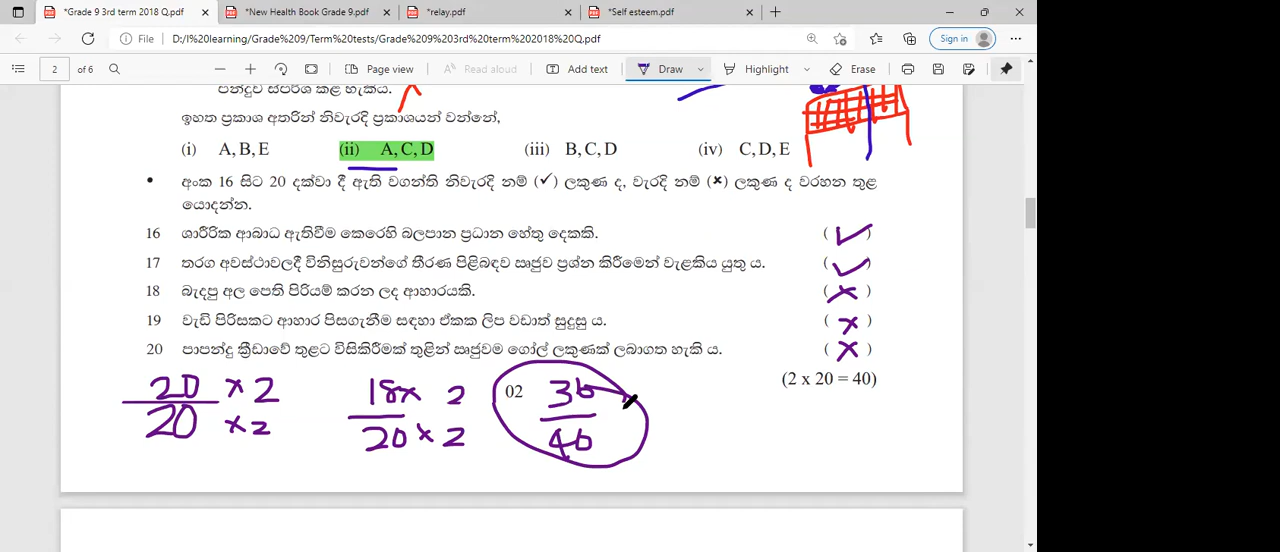 *Grade 9 3rd term 2018 Q.pdf
*New Health Book Grade 9.pdf
*relay.pdf
*Self esteem.pdf
File
D:/I%20learning/Grade%209/Term%20tests/Grade%209%203rd%20term%202018%20Q.pdf
Sign in
2 of 6
Page view
Read aloud
Add text
Draw
Highlight
පන්දුව ස්පර්ශ කළ හැකිය.
ඉහත ප්‍රකාශ අතරින් නිවැරදි ප්‍රකාශයන් වන්නේ,
(i) A, B, E (ii) A, C, D (iii) B, C, D (iv) C, D, E
• අංක 16 සිට 20 දක්වා දී ඇති වගන්ති නිවැරදි නම් (✓) ලකුණ ද, වැරදි නම් (×) ලකුණ ද වරහන තුළ
යොදන්න.
16 ශාරීරික ආබාධ ඇතිවීම කෙරෙහි බලපාන ප්‍රධාන හේතු දෙකකි. (✓)
17 තරග අවස්ථාවලදී විනිසුරුවන්ගේ තීරණ පිළිබඳව ඍජුව ප්‍රශ්න කිරීමෙන් වැළකිය යුතු ය. (✓)
18 බැදපු අල පෙති පිරියම් කරන ලද ආහාරයකි. (×)
19 වැඩි පිරිසකට ආහාර පිසගැනීම සඳහා ඒකක ලිප වඩාත් සුදුසු ය. (×)
20 පාපන්දු ක්‍රීඩාවේ තුළට විසිකිරීමක් තුළින් ඍජුවම ගෝල් ලකුණක් ලබාගත හැකි ය. (×)
(2 x 20 = 40)
20 × 2 18 × 2 02 36
20 × 2 20 × 2 40